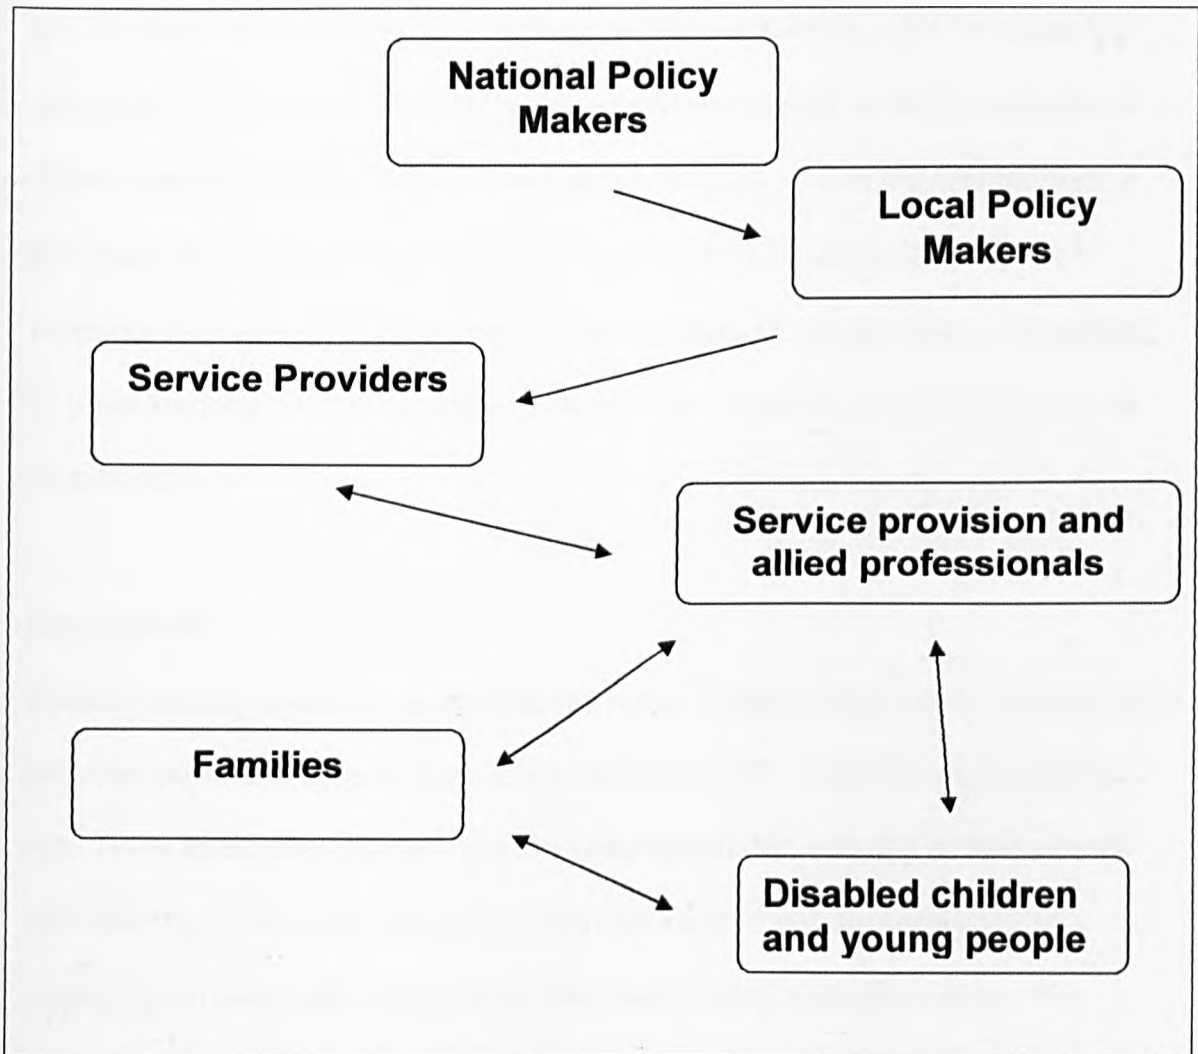 National Policy
Makers
Local Policy
Makers
Service Providers
Service provision and
allied professionals
Families
Disabled children
and young people